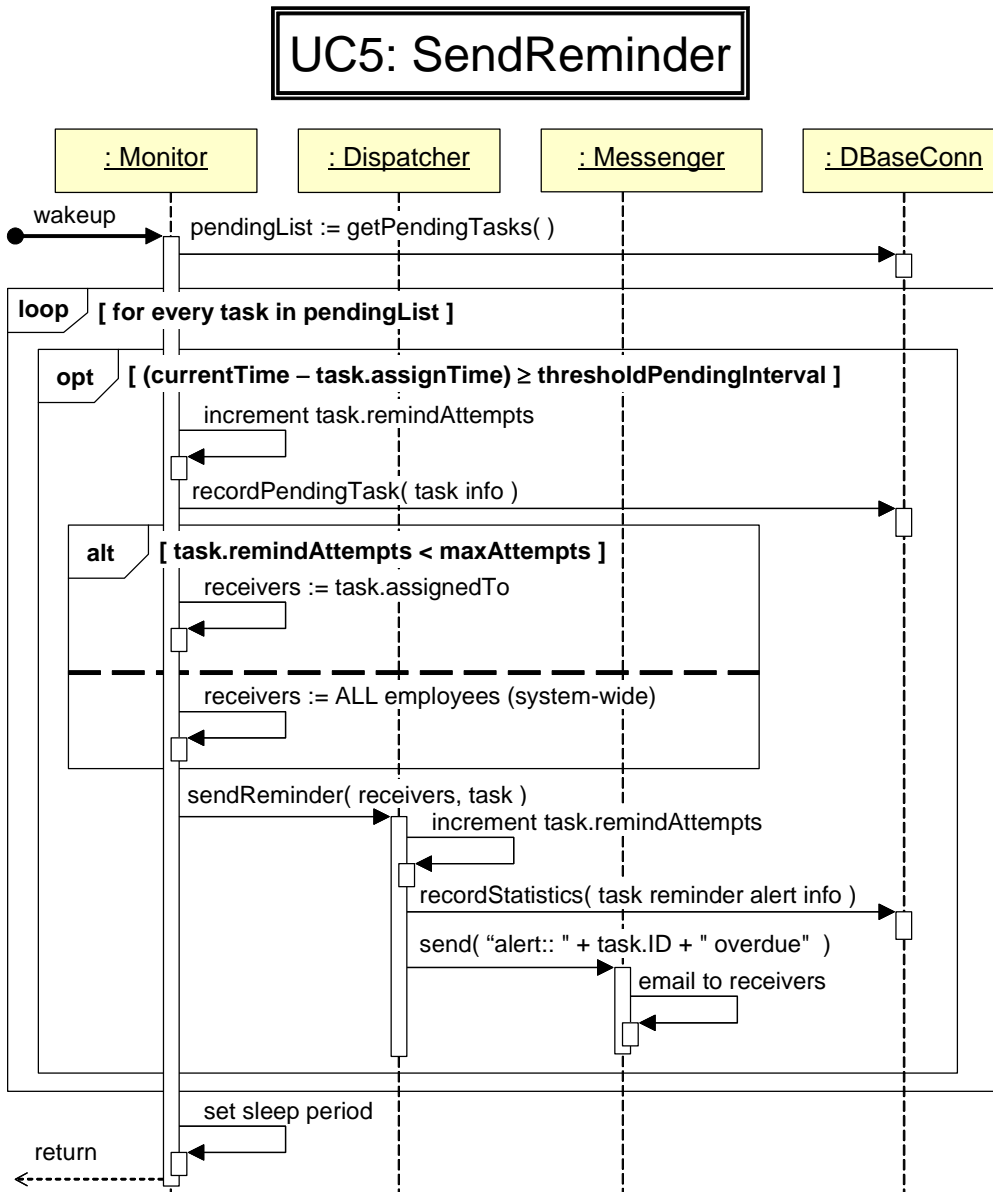 UC5: SendReminder
: Monitor
: Dispatcher
: Messenger
: DBaseConn
wakeup
pendingList := getPendingTasks( )
loop
[ for every task in pendingList ]
opt
[ (currentTime – task.assignTime) ≥ thresholdPendingInterval ]
increment task.remindAttempts
recordPendingTask( task info )
alt
[ task.remindAttempts < maxAttempts ]
receivers := task.assignedTo
receivers := ALL employees (system-wide)
sendReminder( receivers, task )
increment task.remindAttempts
recordStatistics( task reminder alert info )
send( “alert:: " + task.ID + " overdue"  )
email to receivers
set sleep period
return